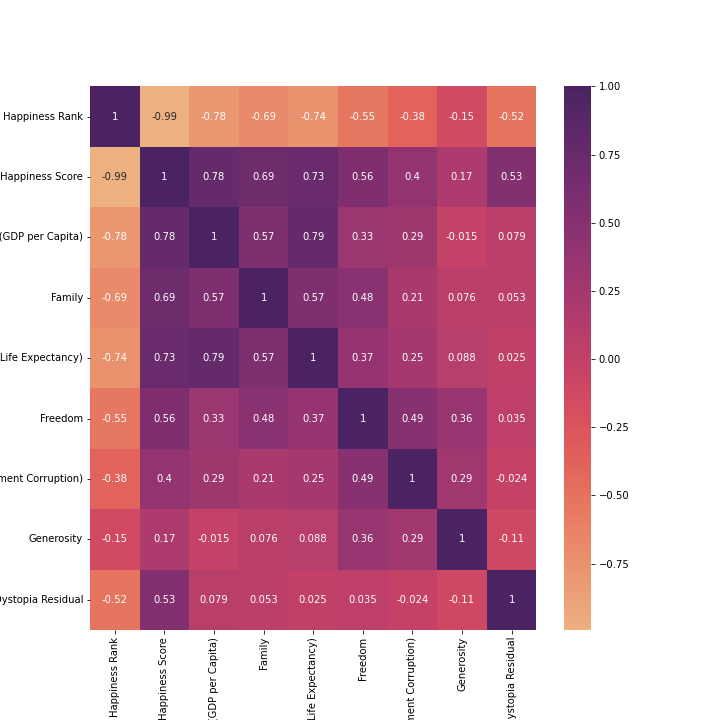 Happiness Rank 1 -0.99 -0.78 -0.69 -0.74 -0.55 -0.38 -0.15 -0.52
Happiness Score -0.99 1 0.78 0.69 0.73 0.56 0.4 0.17 0.53
(GDP per Capita) -0.78 0.78 1 0.57 0.79 0.33 0.29 -0.015 0.079
Family -0.69 0.69 0.57 1 0.57 0.48 0.21 0.076 0.053
Life Expectancy) -0.74 0.73 0.79 0.57 1 0.37 0.25 0.088 0.025
Freedom -0.55 0.56 0.33 0.48 0.37 1 0.49 0.36 0.035
ment Corruption) -0.38 0.4 0.29 0.21 0.25 0.49 1 0.29 -0.024
Generosity -0.15 0.17 -0.015 0.076 0.088 0.36 0.29 1 -0.11
ystopia Residual -0.52 0.53 0.079 0.053 0.025 0.035 -0.024 -0.11 1
Happiness Rank
Happiness Score
(GDP per Capita)
Family
Life Expectancy)
Freedom
ment Corruption)
Generosity
ystopia Residual
1.00
0.75
0.50
0.25
0.00
−0.25
−0.50
−0.75